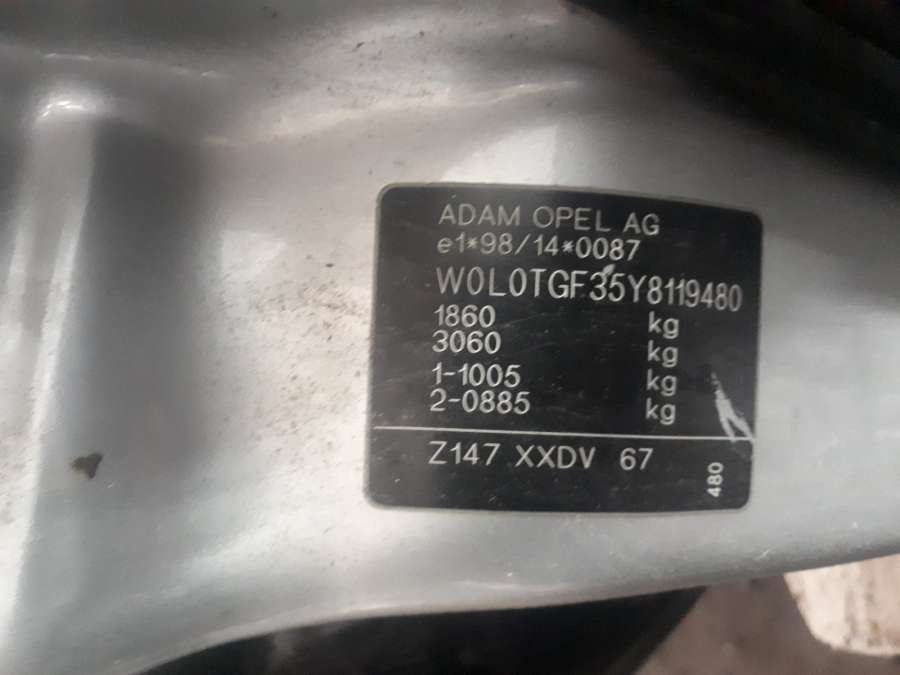 ADAM OPEL AG
e1*98/14*0087
W0L0TGF35Y8119480
1860 kg
3060 kg
1-1005 kg
2-0885 kg
Z147 XXDV 67
480